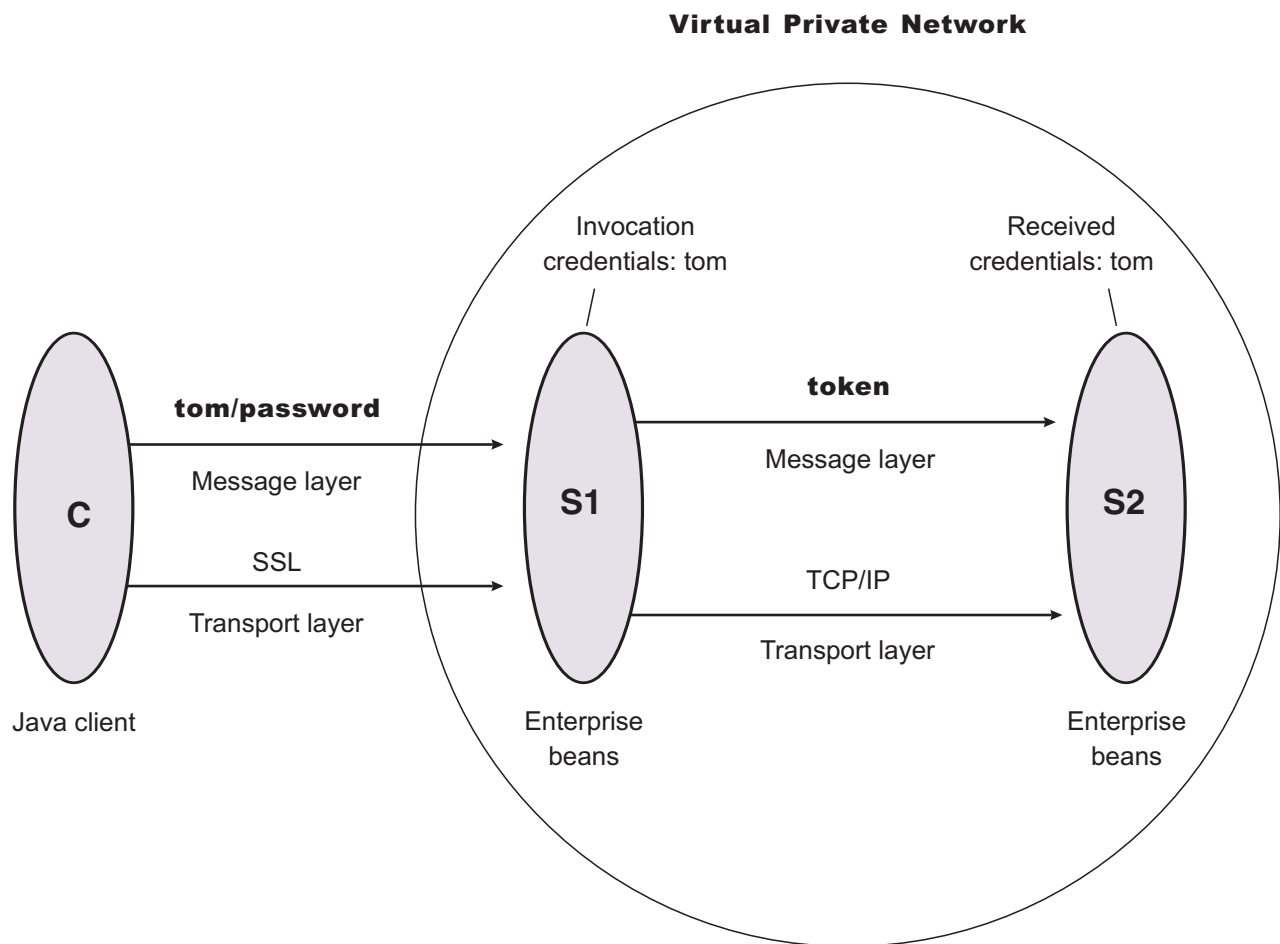 Virtual Private Network
Invocation
credentials: tom
Received
credentials: tom
tom/password
Message layer
token
Message layer
C
S1
S2
SSL
Transport layer
TCP/IP
Transport layer
Java client
Enterprise
beans
Enterprise
beans